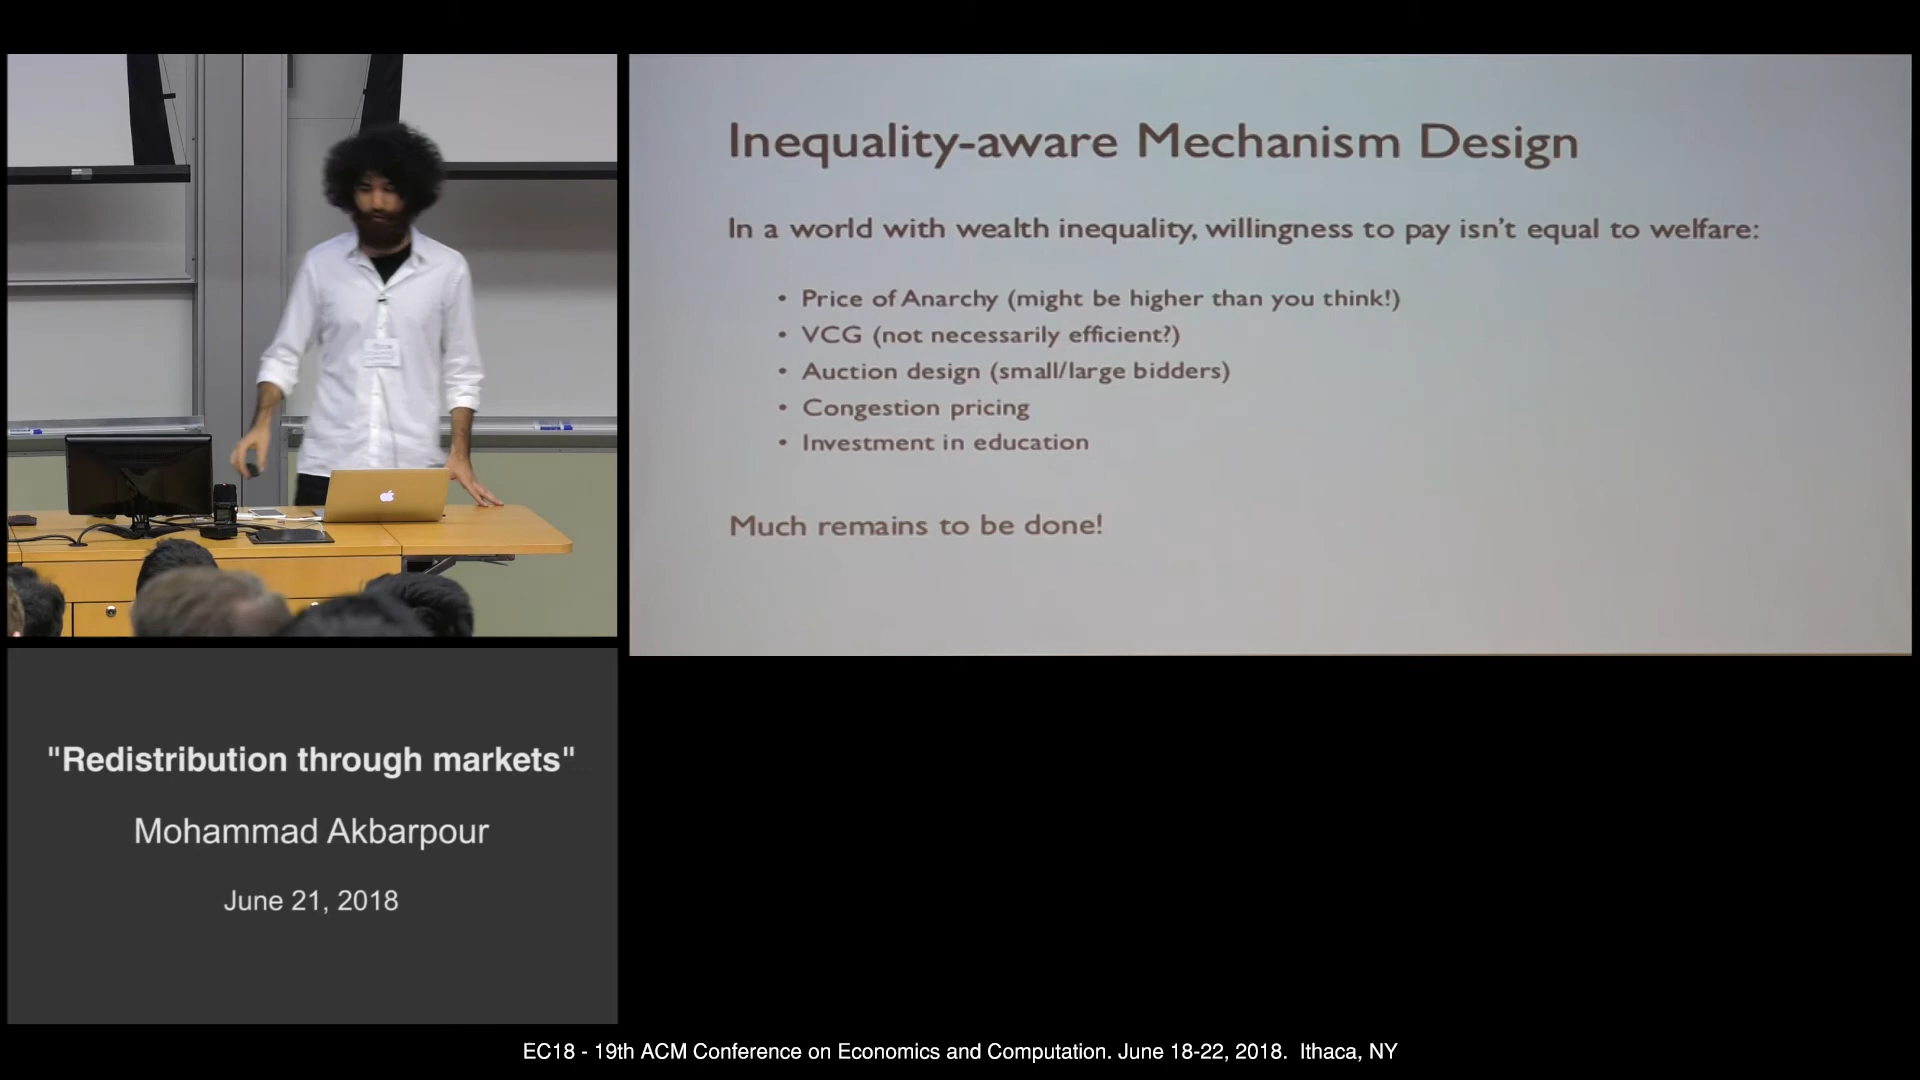 Inequality-aware Mechanism Design
In a world with wealth inequality, willingness to pay isn't equal to welfare:
• Price of Anarchy (might be higher than you think!)
• VCG (not necessarily efficient?)
• Auction design (small/large bidders)
• Congestion pricing
• Investment in education
Much remains to be done!
"Redistribution through markets"
Mohammad Akbarpour
June 21, 2018
EC18 - 19th ACM Conference on Economics and Computation. June 18-22, 2018. Ithaca, NY